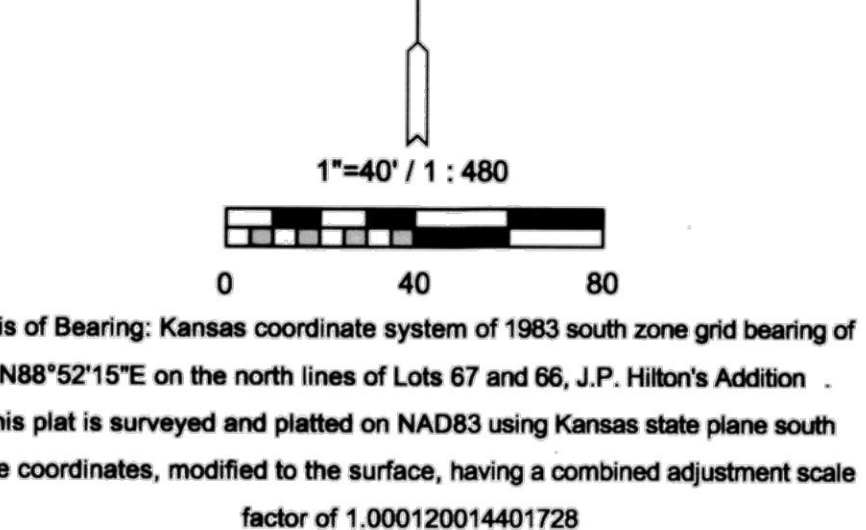 1"=40' / 1 : 480
0 40 80
is of Bearing: Kansas coordinate system of 1983 south zone grid bearing of
N88°52'15"E on the north lines of Lots 67 and 66, J.P. Hilton's Addition .
his plat is surveyed and platted on NAD83 using Kansas state plane south
e coordinates, modified to the surface, having a combined adjustment scale
factor of 1.000120014401728